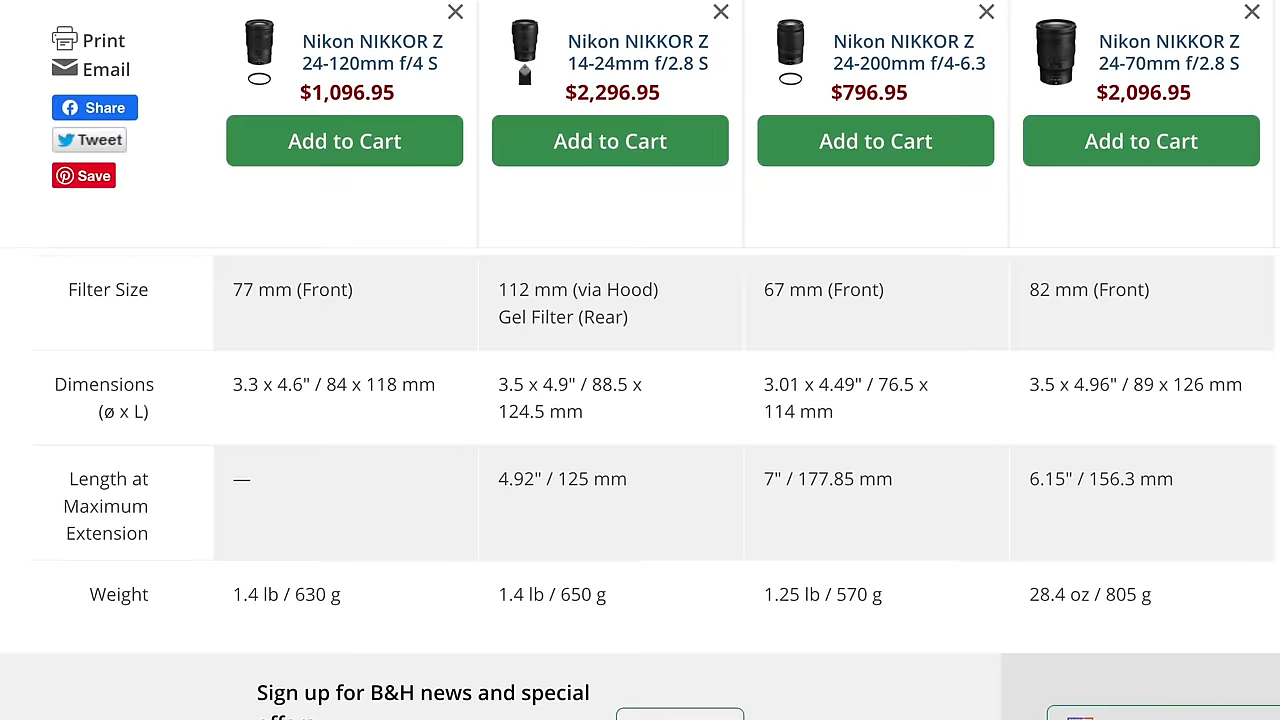 Print
Email
Share
Tweet
Save
Nikon NIKKOR Z
24-120mm f/4 S
$1,096.95
Add to Cart
Nikon NIKKOR Z
14-24mm f/2.8 S
$2,296.95
Add to Cart
Nikon NIKKOR Z
24-200mm f/4-6.3
$796.95
Add to Cart
Nikon NIKKOR Z
24-70mm f/2.8 S
$2,096.95
Add to Cart
Filter Size
77 mm (Front)
112 mm (via Hood)
Gel Filter (Rear)
67 mm (Front)
82 mm (Front)
Dimensions
(ø x L)
3.3 x 4.6" / 84 x 118 mm
3.5 x 4.9" / 88.5 x
124.5 mm
3.01 x 4.49" / 76.5 x
114 mm
3.5 x 4.96" / 89 x 126 mm
Length at
Maximum
Extension
—
4.92" / 125 mm
7" / 177.85 mm
6.15" / 156.3 mm
Weight
1.4 lb / 630 g
1.4 lb / 650 g
1.25 lb / 570 g
28.4 oz / 805 g
Sign up for B&H news and special